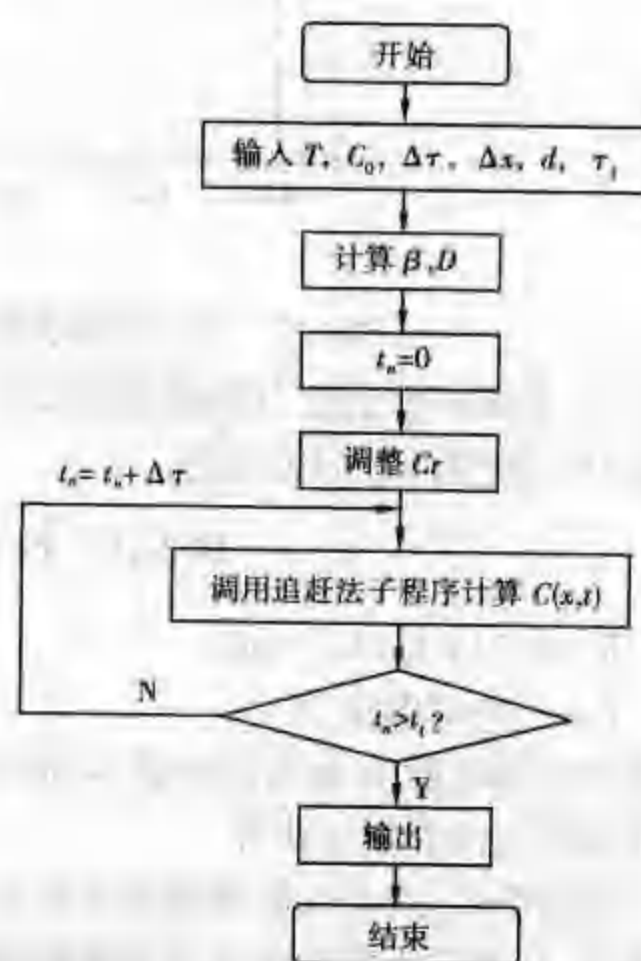 开始
输入 T, C₀, Δτ, Δx, d, τ₁
计算 β,D
tₙ=0
调整 Cr
tₙ= tₙ+Δτ
调用追赶法子程序计算 C(x,t)
N
tₙ>t₁?
Y
输出
结束